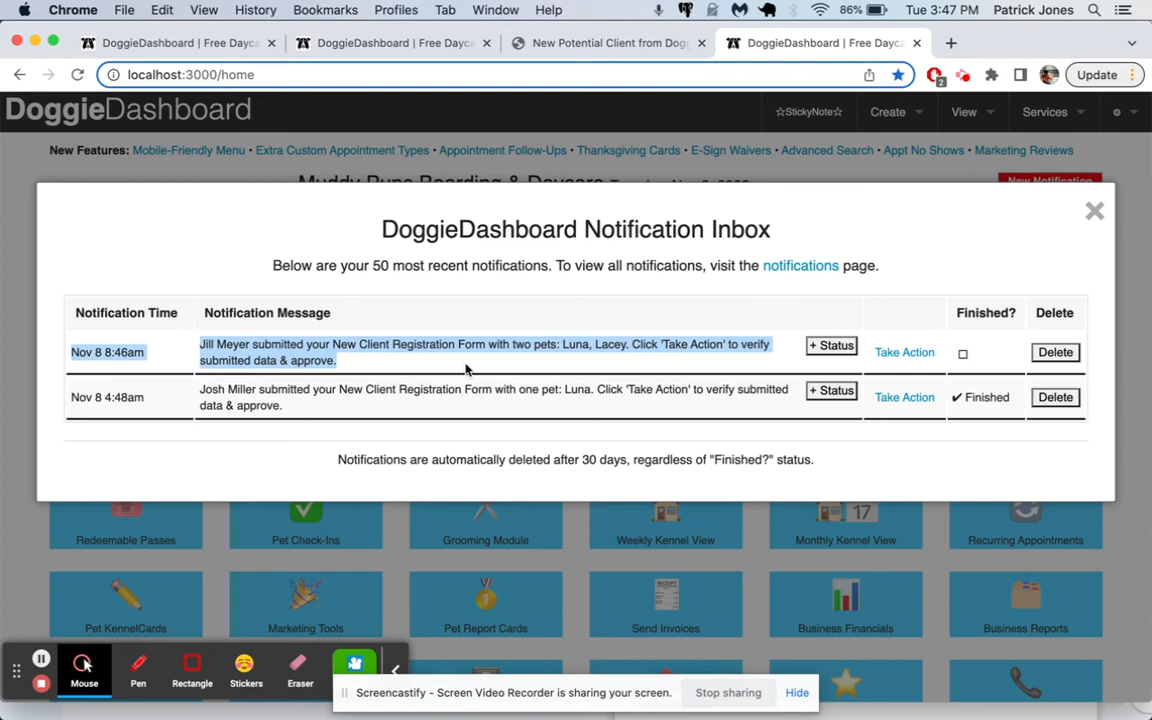 Chrome File Edit View History Bookmarks Profiles Tab Window Help 86% Tue 3:47 PM Patrick Jones
DoggieDashboard | Free Dayca
DoggieDashboard | Free Dayca
New Potential Client from Dogg
DoggieDashboard | Free Dayca
localhost:3000/home
2
Update
DoggieDashboard
☆StickyNote☆ Create View Services
New Features: Mobile-Friendly Menu • Extra Custom Appointment Types • Appointment Follow-Ups • Thanksgiving Cards • E-Sign Waivers • Advanced Search • Appt No Shows • Marketing Reviews
New Notification
DoggieDashboard Notification Inbox
Below are your 50 most recent notifications. To view all notifications, visit the notifications page.
Notification Time Notification Message Finished? Delete
Nov 8 8:46am
Jill Meyer submitted your New Client Registration Form with two pets: Luna, Lacey. Click 'Take Action' to verify
submitted data & approve.
+ Status Take Action Delete
Nov 8 4:48am
Josh Miller submitted your New Client Registration Form with one pet: Luna. Click 'Take Action' to verify submitted
data & approve.
+ Status Take Action ✔ Finished Delete
Notifications are automatically deleted after 30 days, regardless of "Finished?" status.
17
Redeemable Passes Pet Check-Ins Grooming Module Weekly Kennel View Monthly Kennel View Recurring Appointments
RECEIPT
Pet KennelCards Marketing Tools Pet Report Cards Send Invoices Business Financials Business Reports
Mouse Pen Rectangle Stickers Eraser
Screencastify - Screen Video Recorder is sharing your screen. Stop sharing Hide